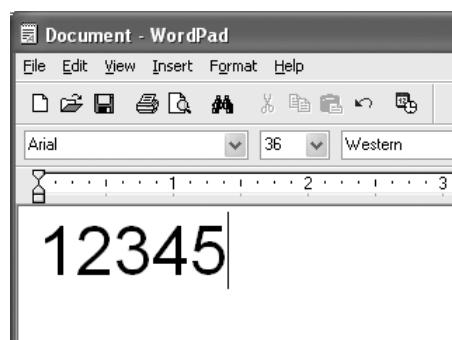 Document - WordPad
File Edit View Insert Format Help
Arial 36 Western
1 2 3
12345